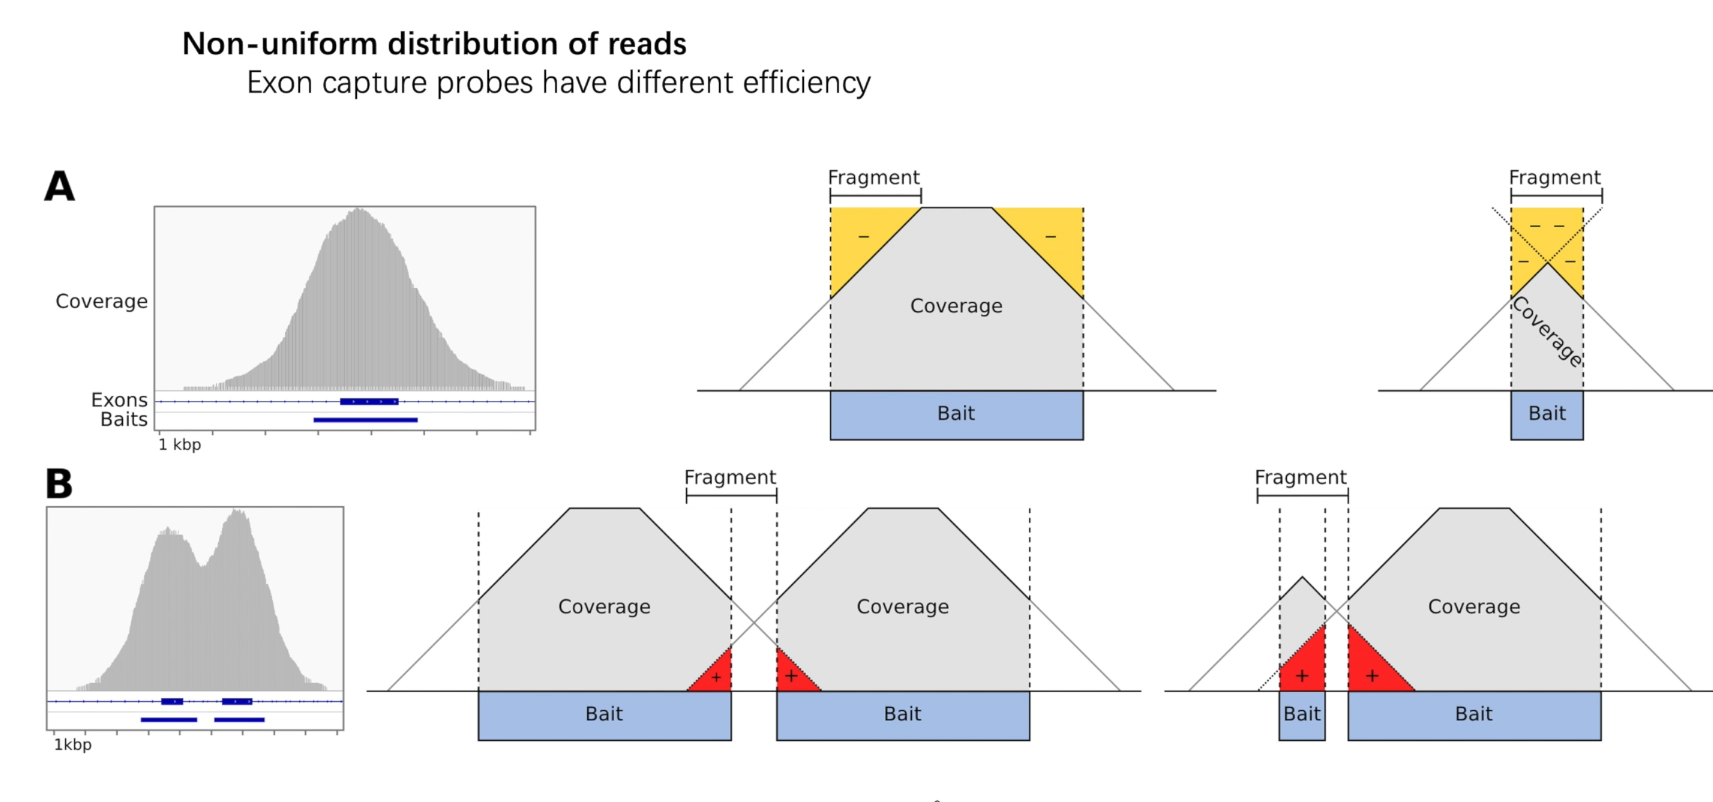 Non-uniform distribution of reads
Exon capture probes have different efficiency
A
Fragment
Fragment
Coverage
Coverage
Coverage
− −
− −
− −
Exons
Baits
Bait
Bait
1 kbp
B
Fragment
Fragment
Coverage
Coverage
Coverage
+ +
+ +
Bait
Bait
Bait
Bait
1kbp